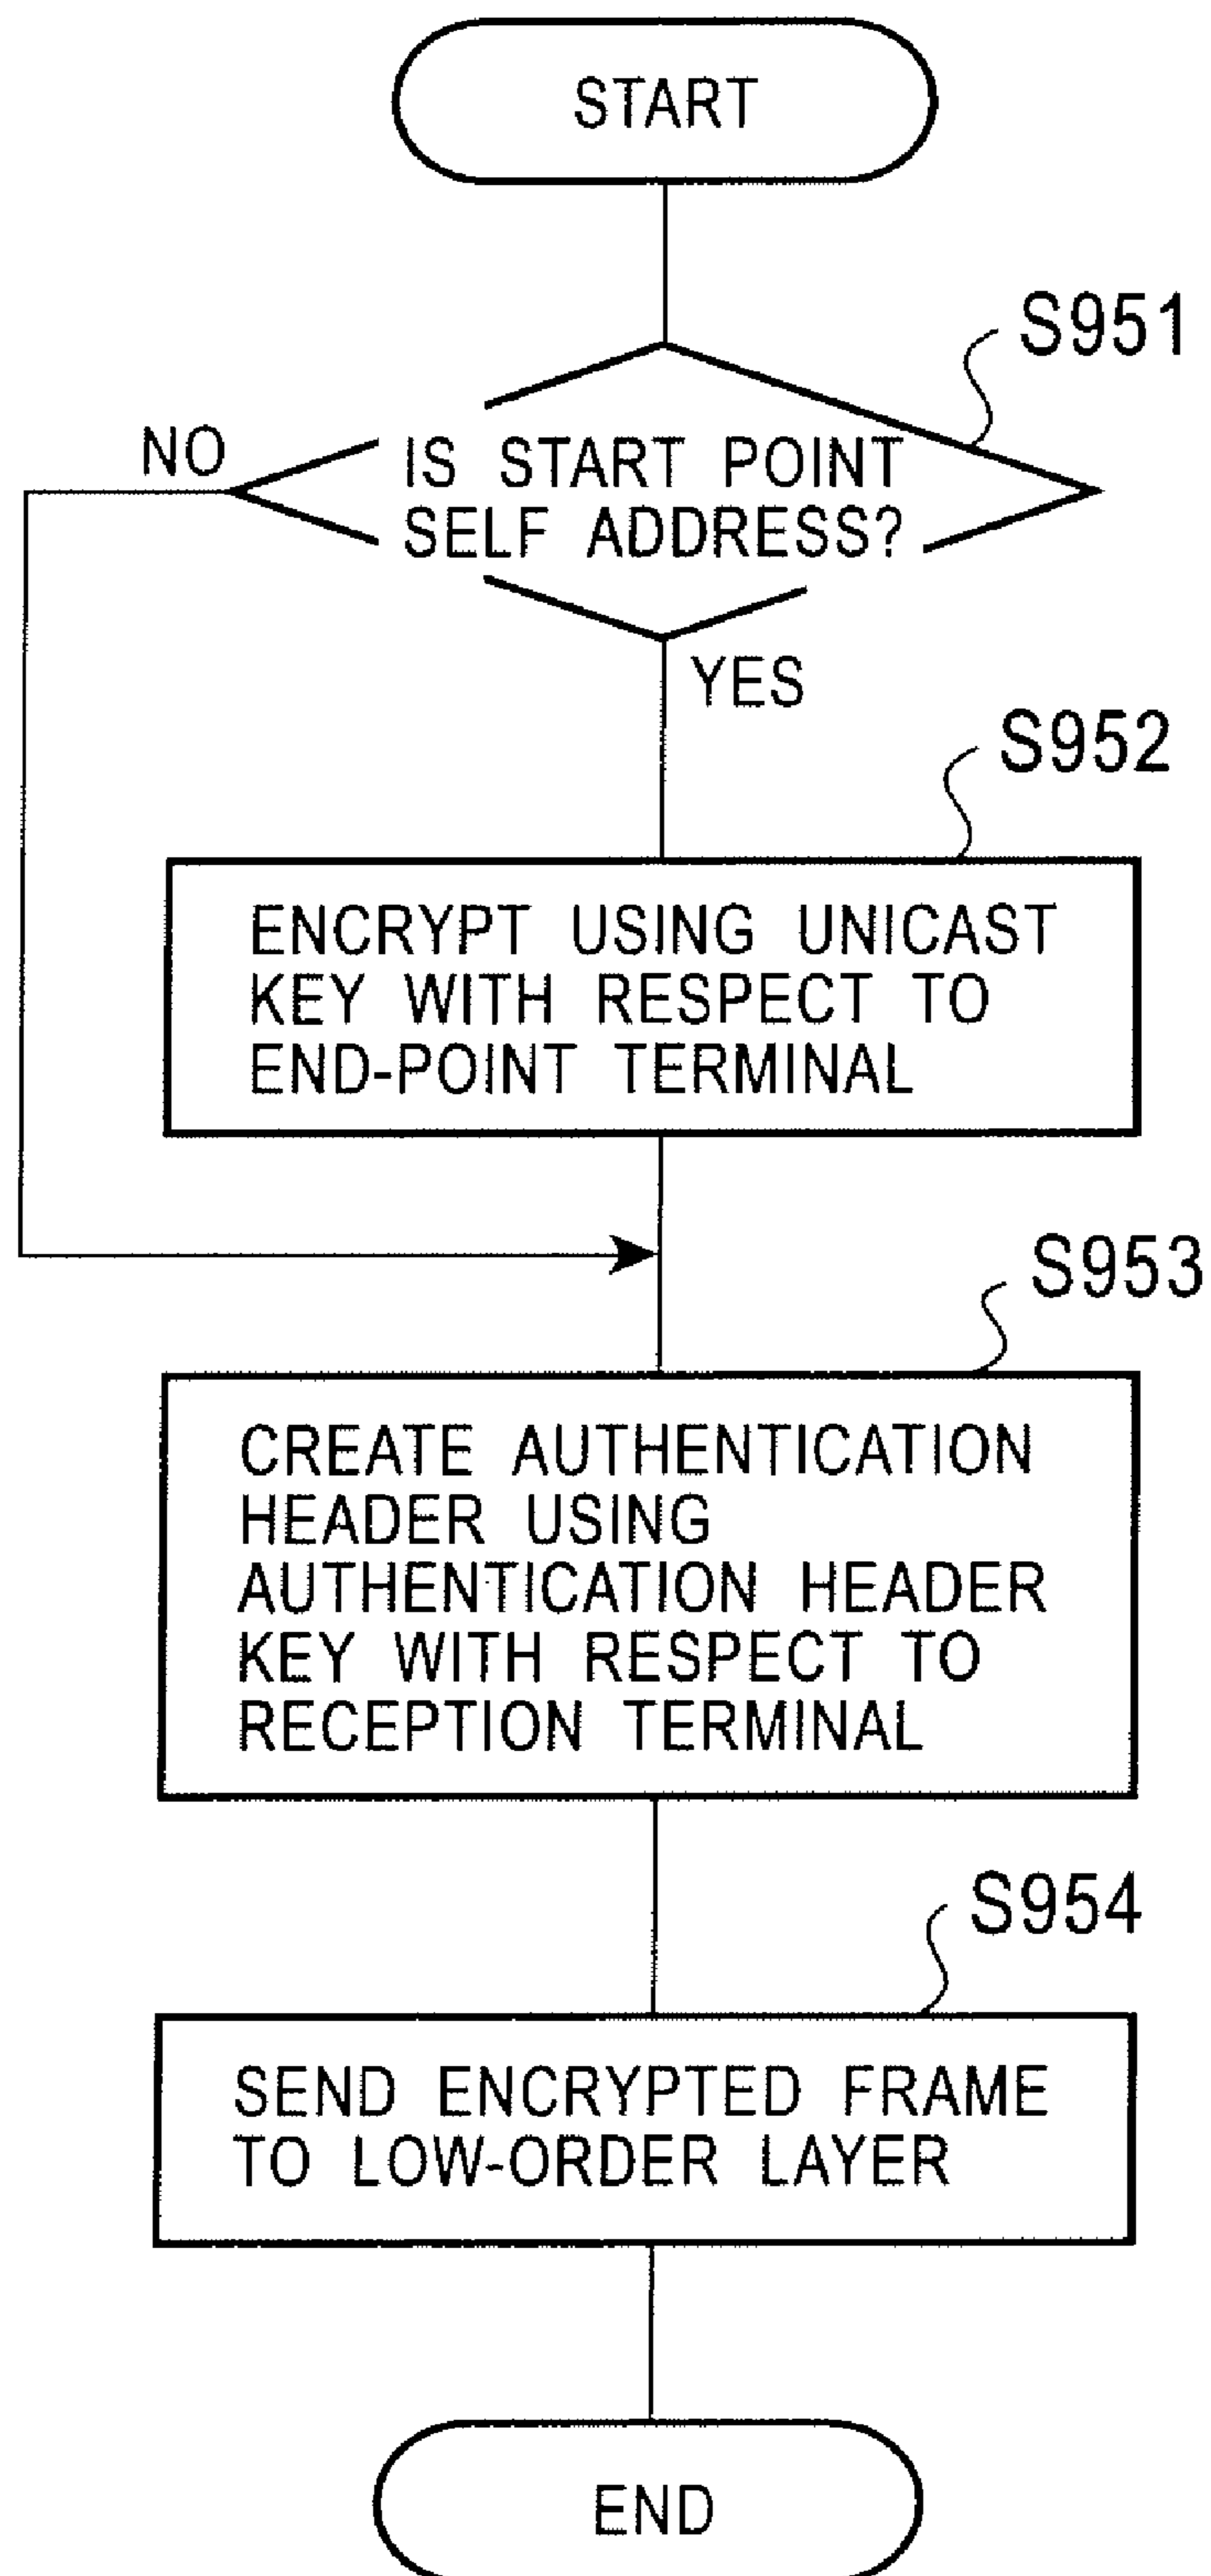 START
S951
NO
IS START POINT
SELF ADDRESS?
YES
S952
ENCRYPT USING UNICAST
KEY WITH RESPECT TO
END-POINT TERMINAL
S953
CREATE AUTHENTICATION
HEADER USING
AUTHENTICATION HEADER
KEY WITH RESPECT TO
RECEPTION TERMINAL
S954
SEND ENCRYPTED FRAME
TO LOW-ORDER LAYER
END